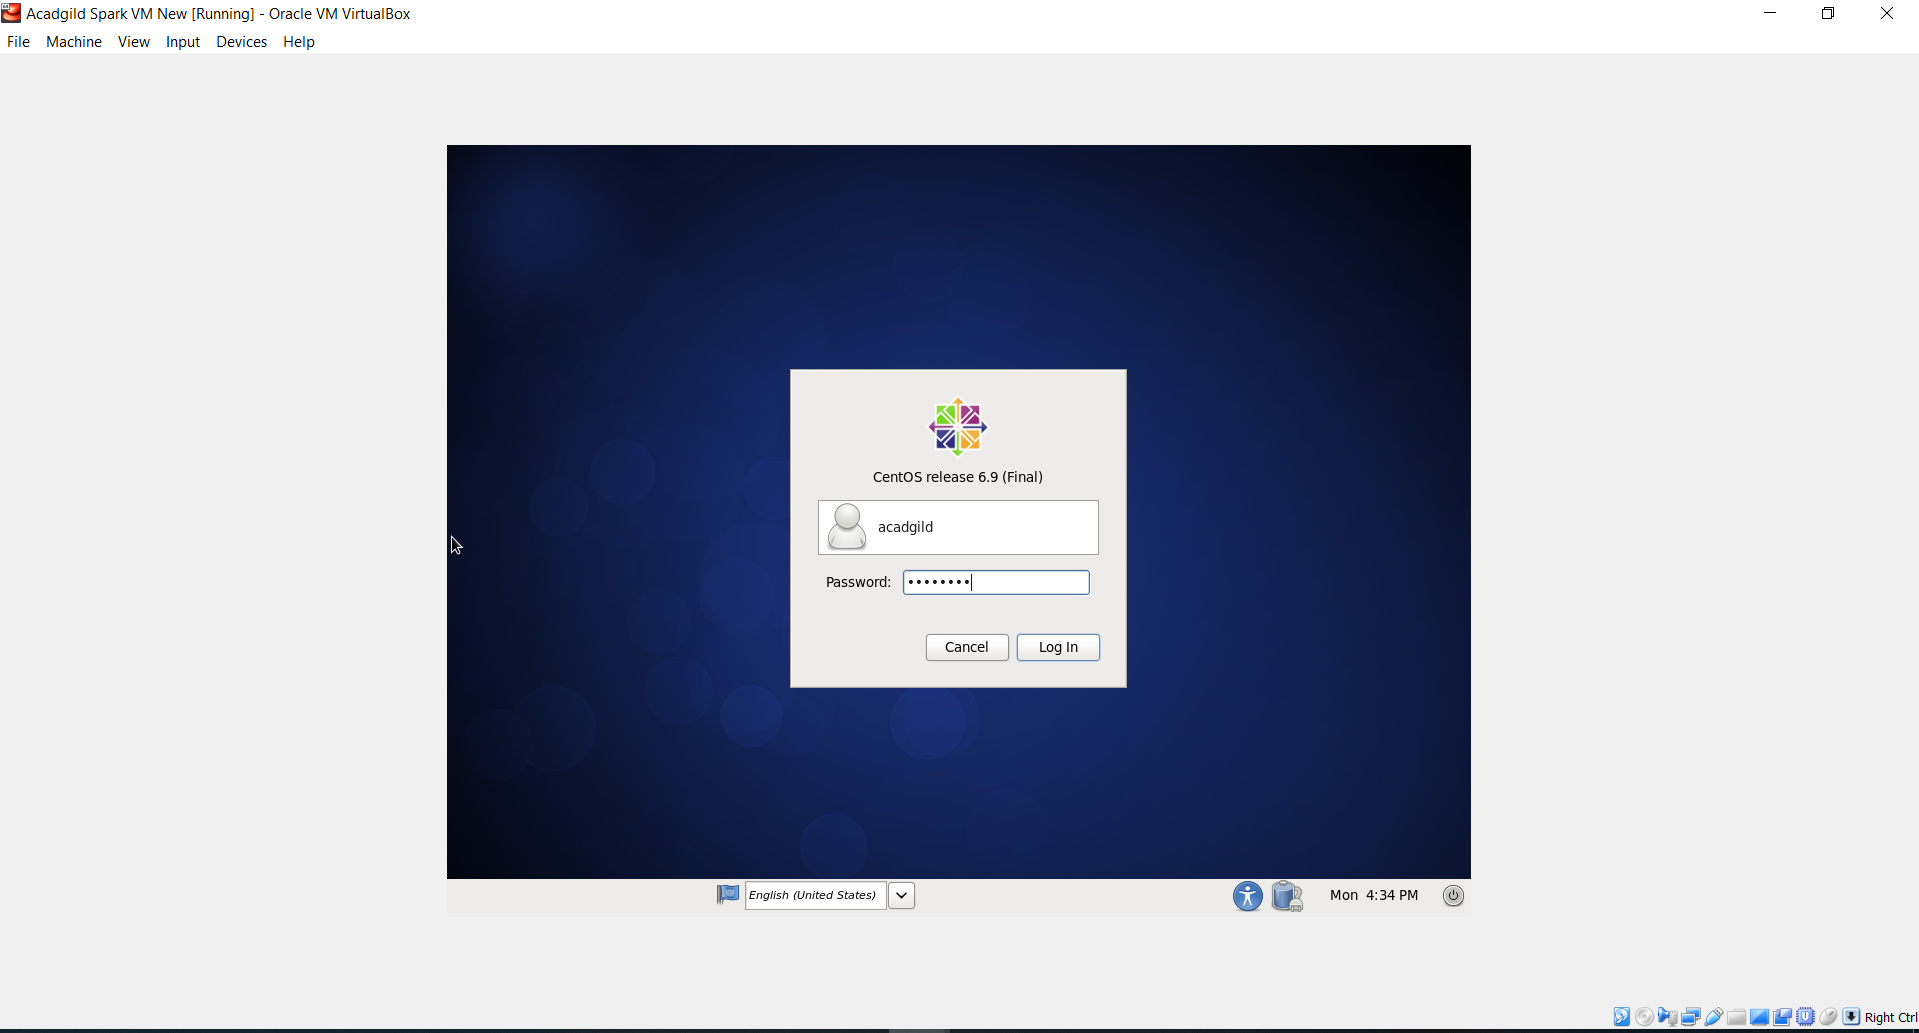 Acadgild Spark VM New [Running] - Oracle VM VirtualBox
File Machine View Input Devices Help
CentOS release 6.9 (Final)
acadgild
Password: ••••••••
Cancel Log In
English (United States) Mon 4:34 PM
Right Ctrl